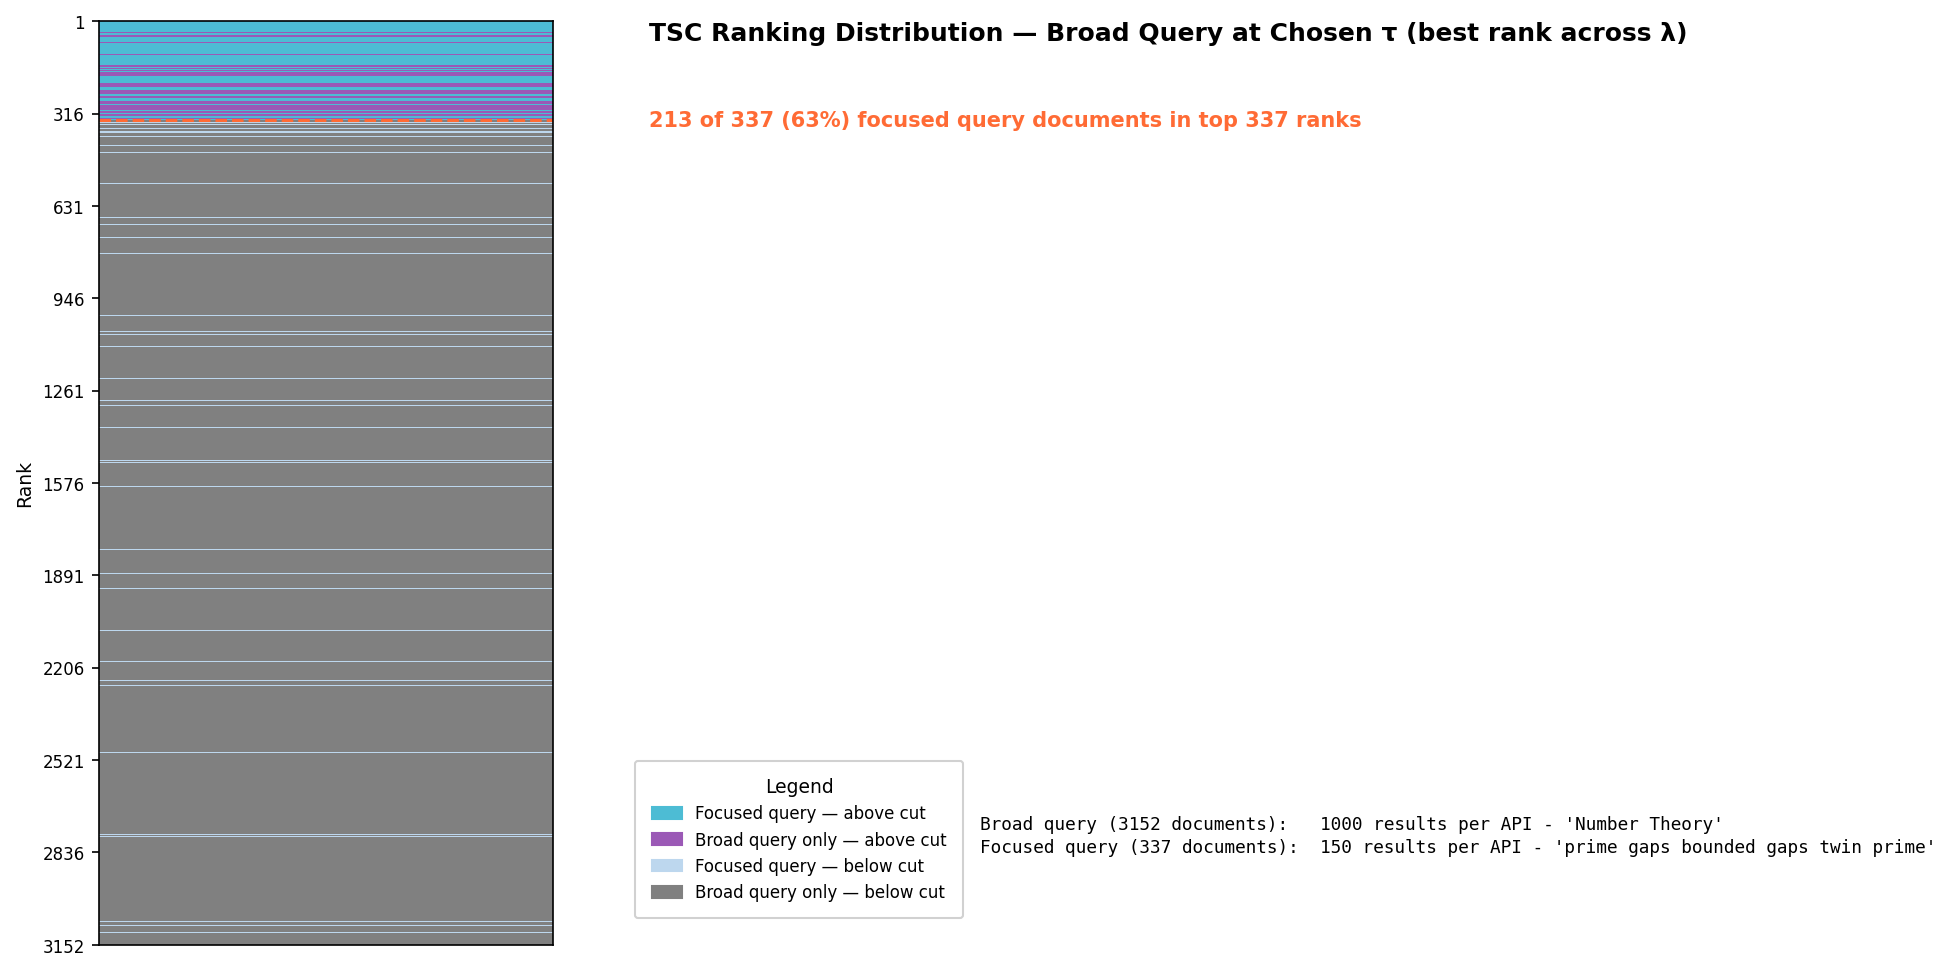 TSC Ranking Distribution — Broad Query at Chosen τ (best rank across λ)
213 of 337 (63%) focused query documents in top 337 ranks
Rank
1
316
631
946
1261
1576
1891
2206
2521
2836
3152
Legend
Focused query — above cut
Broad query only — above cut
Focused query — below cut
Broad query only — below cut
Broad query (3152 documents): 1000 results per API - 'Number Theory'
Focused query (337 documents): 150 results per API - 'prime gaps bounded gaps twin prime'